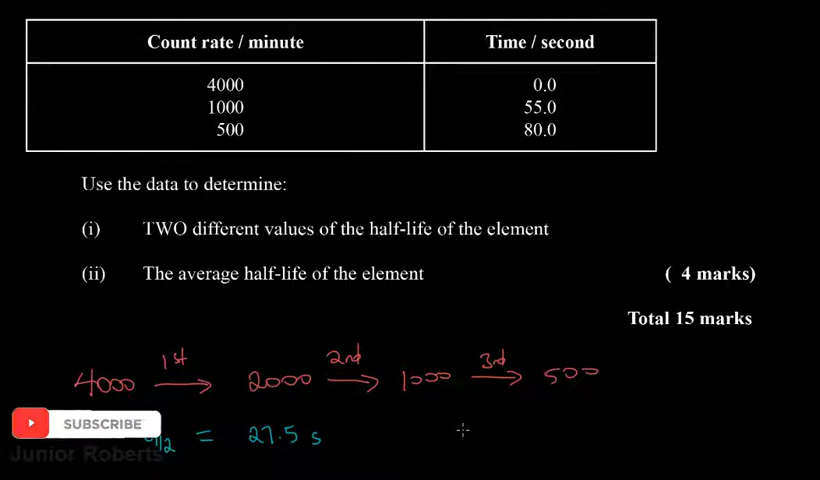 Count rate / minute Time / second
4000 0.0
1000 55.0
500 80.0
Use the data to determine:
(i) TWO different values of the half-life of the element
(ii) The average half-life of the element ( 4 marks)
Total 15 marks
1st 2nd 3rd
4000 → 2000 → 1000 → 500
SUBSCRIBE
1/2 = 27.5 s
Junior Roberts